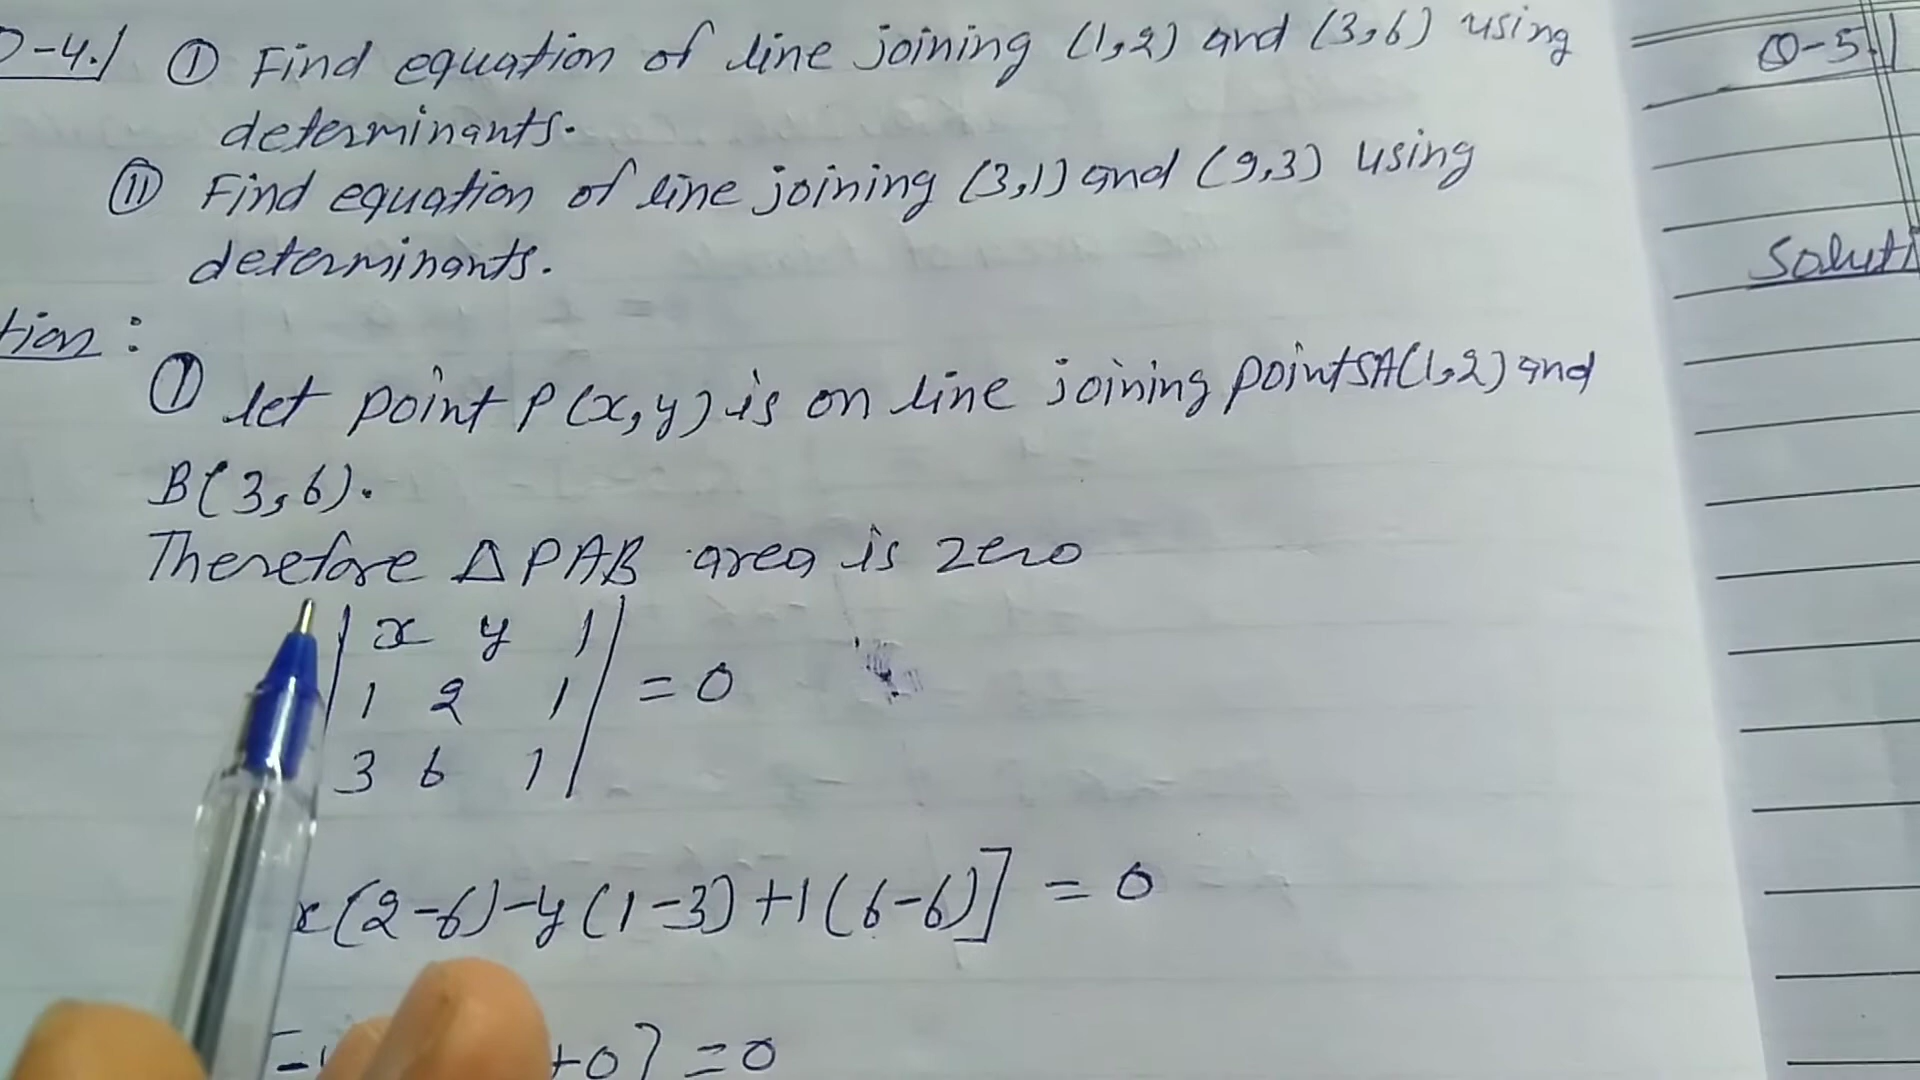 Q-4.) ① Find equation of line joining (1,2) and (3,6) using
determinants.
② Find equation of line joining (3,1) and (9,3) using
determinants.
tion :
① let point P(x,y) is on line joining points A(1,2) and
B(3,6).
Therefore △PAB area is zero
| x y 1 |
| 1 2 1 | = 0
3 6 1 |
x(2-6)-y(1-3)+1(6-6)] = 0
+0] = 0
Q-5.)
Soluti